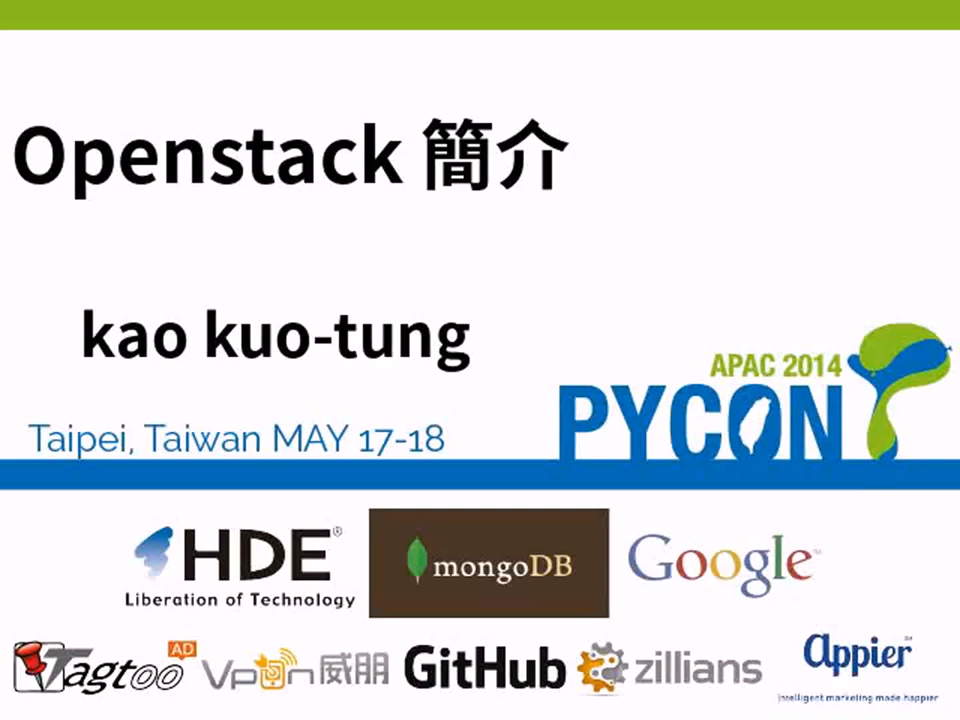 Openstack 簡介
kao kuo-tung
APAC 2014
PYCON
Taipei, Taiwan MAY 17-18
HDE®
Liberation of Technology
mongoDB
Google™
Tagtoo AD
Vpon威朋
GitHub
zillians
appier
Intelligent marketing made happier